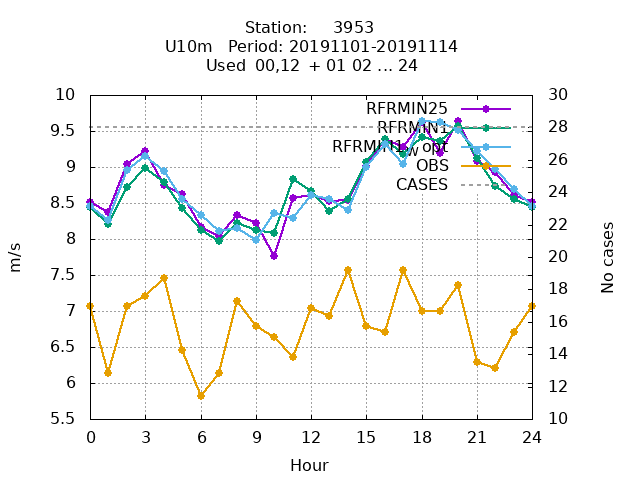 Station: 3953
U10m Period: 20191101-20191114
Used 00,12 + 01 02 ... 24
10
9.5
9
8.5
8
7.5
7
6.5
6
5.5
30
28
26
24
22
20
18
16
14
12
10
0 3 6 9 12 15 18 21 24
m/s
No cases
Hour
RFRMIN25
RFRMIN1
OBS
CASES